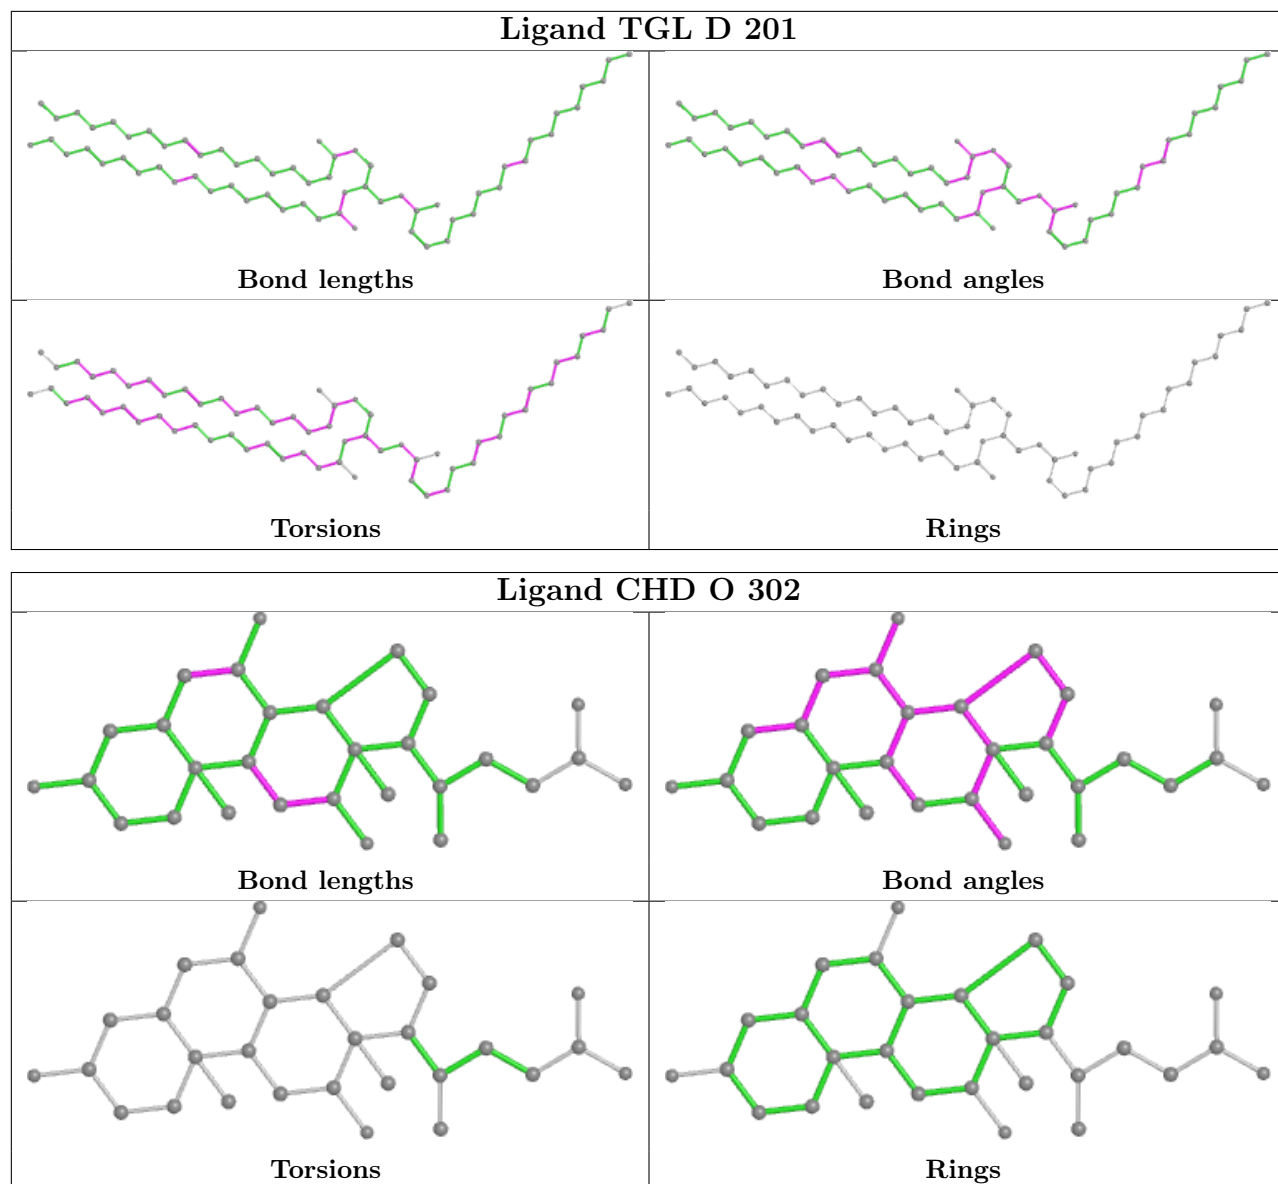 Ligand TGL D 201
Bond lengths
Bond angles
Torsions
Rings
Ligand CHD O 302
Bond lengths
Bond angles
Torsions
Rings